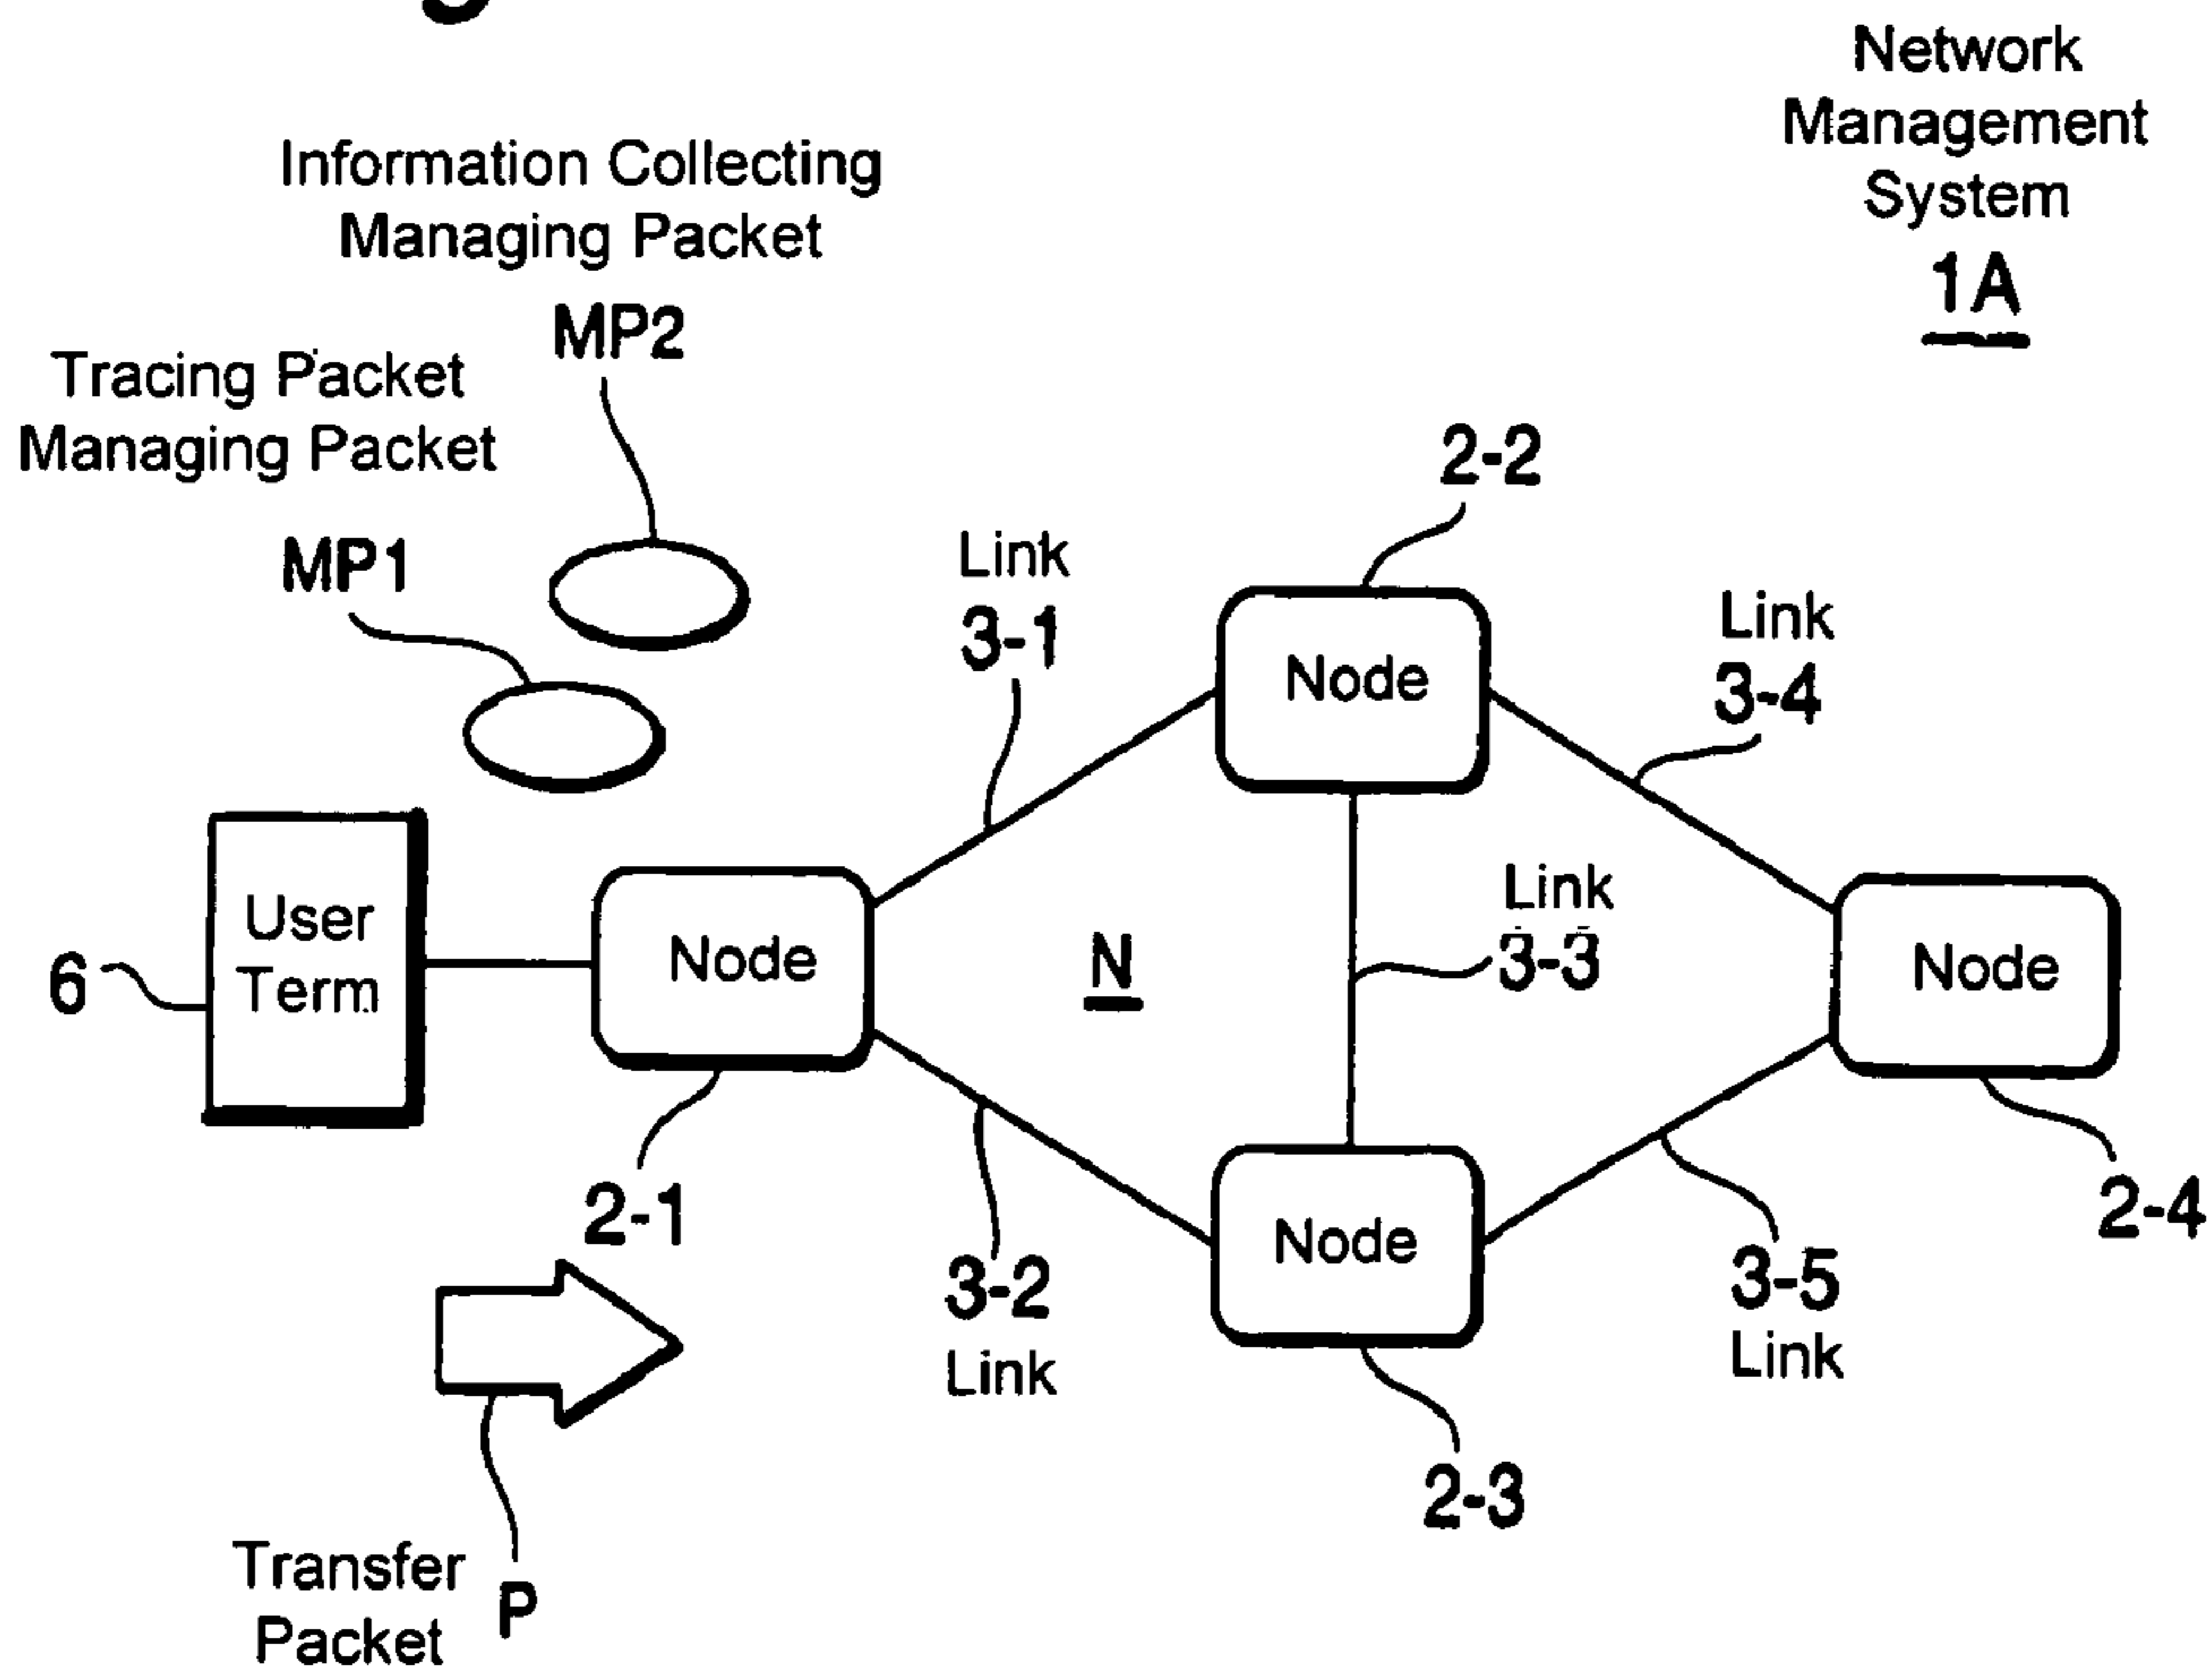 Network
Management
System
1A
Information Collecting
Managing Packet
MP2
Tracing Packet
Managing Packet
MP1
2-2
Link
3-1
Node
Link
3-4
User
Term
6
Node
N
Link
3-3
Node
2-1
3-2
Link
Node
3-5
Link
2-4
2-3
Transfer
Packet
P